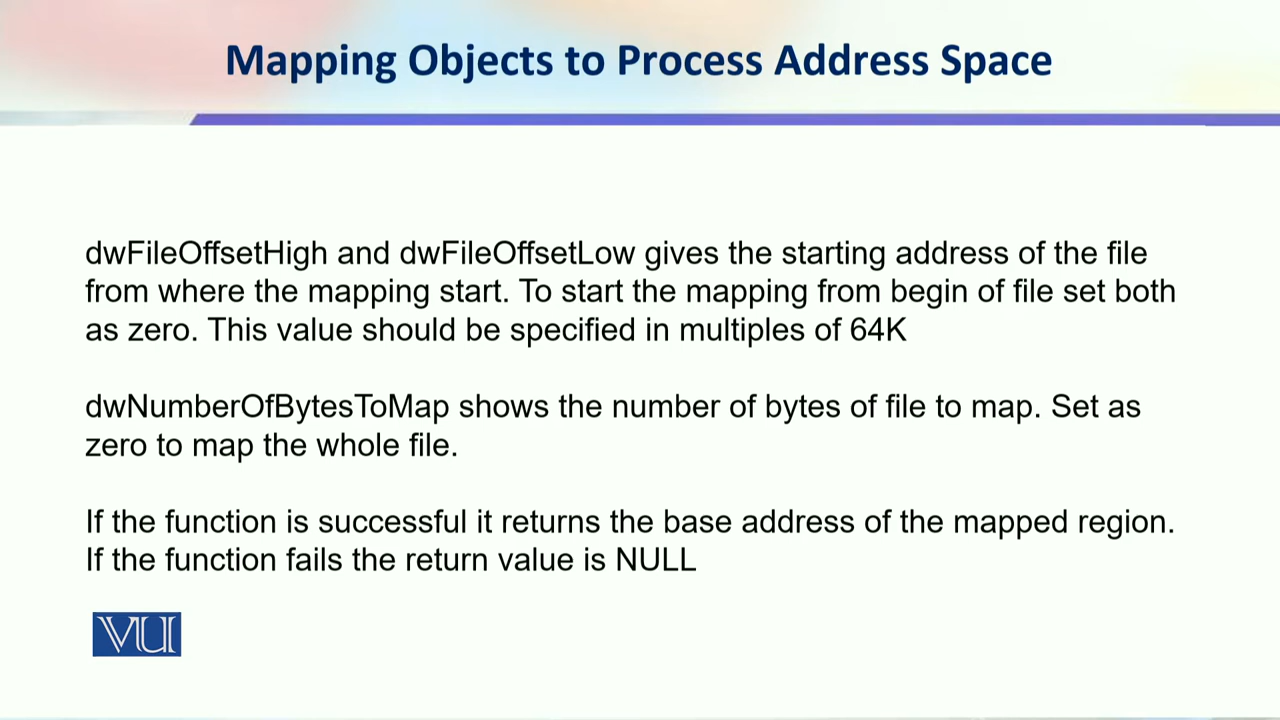 Mapping Objects to Process Address Space
dwFileOffsetHigh and dwFileOffsetLow gives the starting address of the file
from where the mapping start. To start the mapping from begin of file set both
as zero. This value should be specified in multiples of 64K
dwNumberOfBytesToMap shows the number of bytes of file to map. Set as
zero to map the whole file.
If the function is successful it returns the base address of the mapped region.
If the function fails the return value is NULL
VU